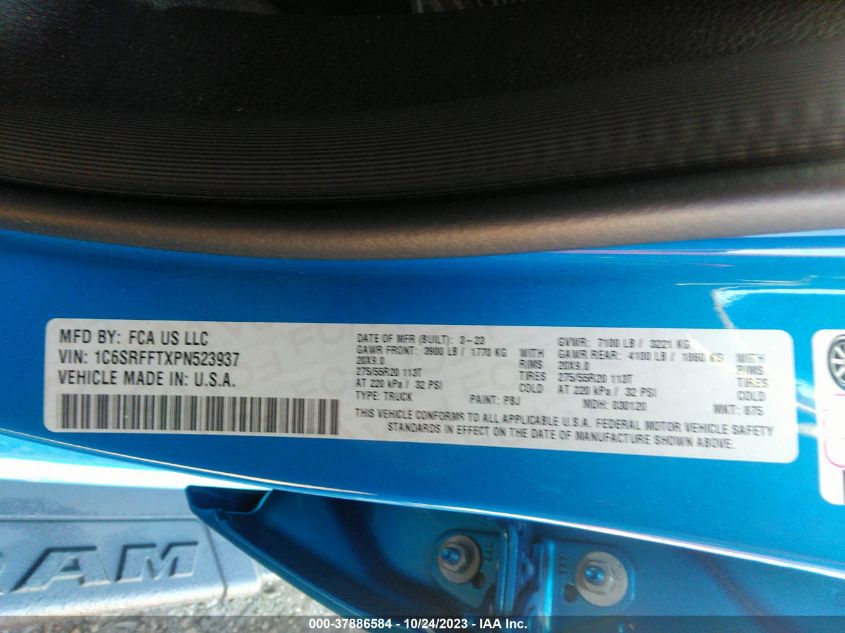 MFD BY: FCA US LLC
VIN: 1C6SRFFTXPN523937
VEHICLE MADE IN: U.S.A.
DATE OF MFR (BUILT): 3-23
GAWR FRONT: 3900 LB / 1770 KG WITH
20X9.0 RIMS
275/55R20 113T TIRES
AT 220 kPa / 32 PSI COLD
TYPE: TRUCK PAINT: PBJ
GVWR: 7100 LB / 3221 KG
GAWR REAR: 4100 LB / 1860 KG WITH
20X9.0 RIMS
275/55R20 113T TIRES
AT 220 kPa / 32 PSI COLD
MDH: 030120 MKT: 875
THIS VEHICLE CONFORMS TO ALL APPLICABLE U.S.A. FEDERAL MOTOR VEHICLE SAFETY
STANDARDS IN EFFECT ON THE DATE OF MANUFACTURE SHOWN ABOVE.
RAM
000-37886584 - 10/24/2023 - IAA Inc.